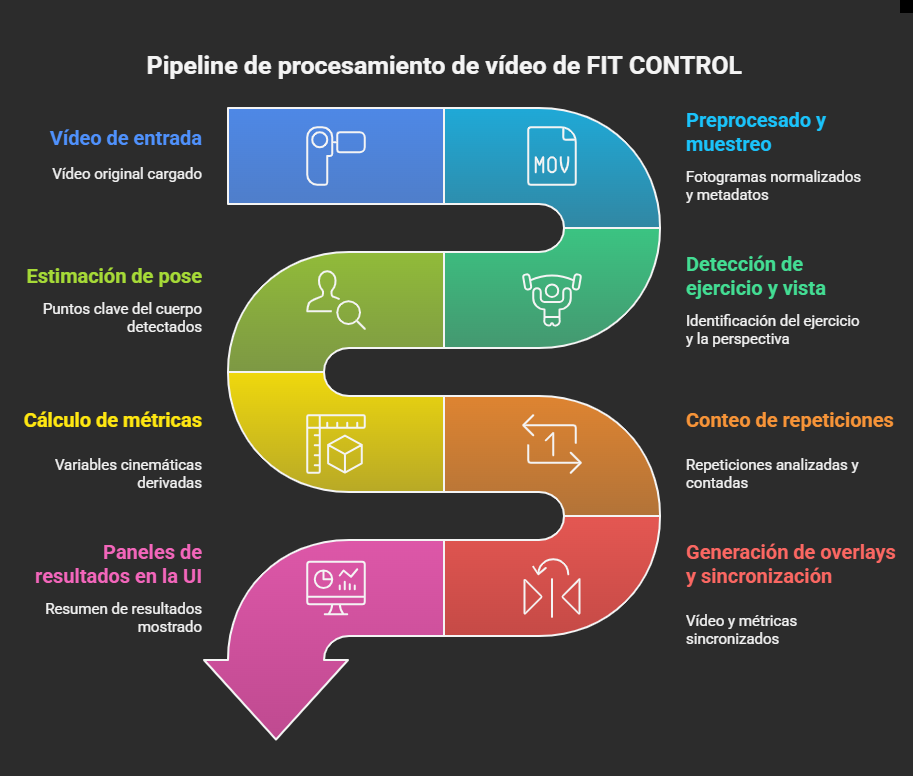 Pipeline de procesamiento de vídeo de FIT CONTROL
Vídeo de entrada
Vídeo original cargado
MOV
Preprocesado y
muestreo
Fotogramas normalizados
y metadatos
Detección de
ejercicio y vista
Identificación del ejercicio
y la perspectiva
Estimación de pose
Puntos clave del cuerpo
detectados
Cálculo de métricas
Variables cinemáticas
derivadas
1
Conteo de repeticiones
Repeticiones analizadas y
contadas
Generación de overlays
y sincronización
Vídeo y métricas
sincronizados
Paneles de
resultados en la UI
Resumen de resultados
mostrado